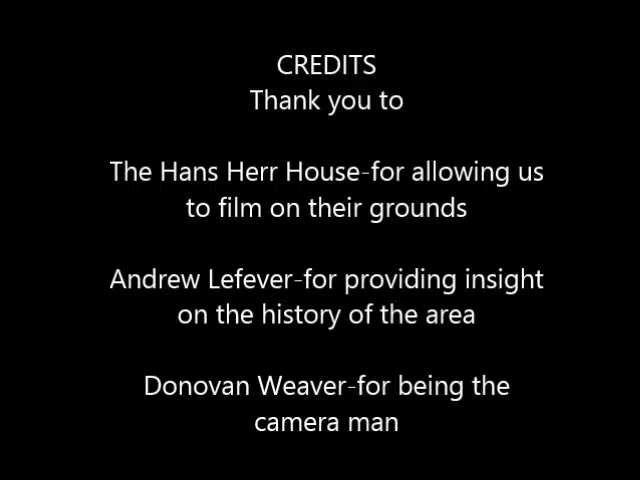 CREDITS
Thank you to
The Hans Herr House-for allowing us
to film on their grounds
Andrew Lefever-for providing insight
on the history of the area
Donovan Weaver-for being the
camera man